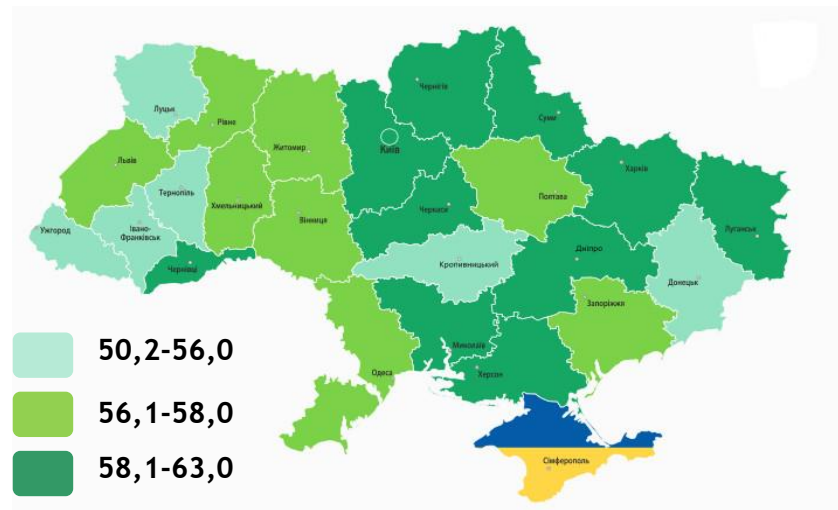 Чернігів
Луцьк
Рівне
Суми
Житомир
Київ
Львів
Харків
Тернопіль
Полтава
Хмельницький
Черкаси
Вінниця
Івано-
Франківськ
Ужгород
Луганськ
Дніпро
Кропивницький
Чернівці
Донецьк
Запоріжжя
Миколаїв
Одеса
Херсон
Сімферополь
50,2-56,0
56,1-58,0
58,1-63,0